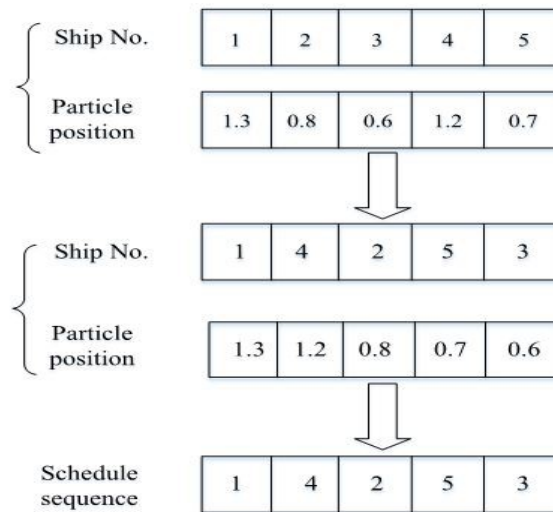 Ship No. 1 2 3 4 5
Particle
position 1.3 0.8 0.6 1.2 0.7
Ship No. 1 4 2 5 3
Particle
position 1.3 1.2 0.8 0.7 0.6
Schedule
sequence 1 4 2 5 3